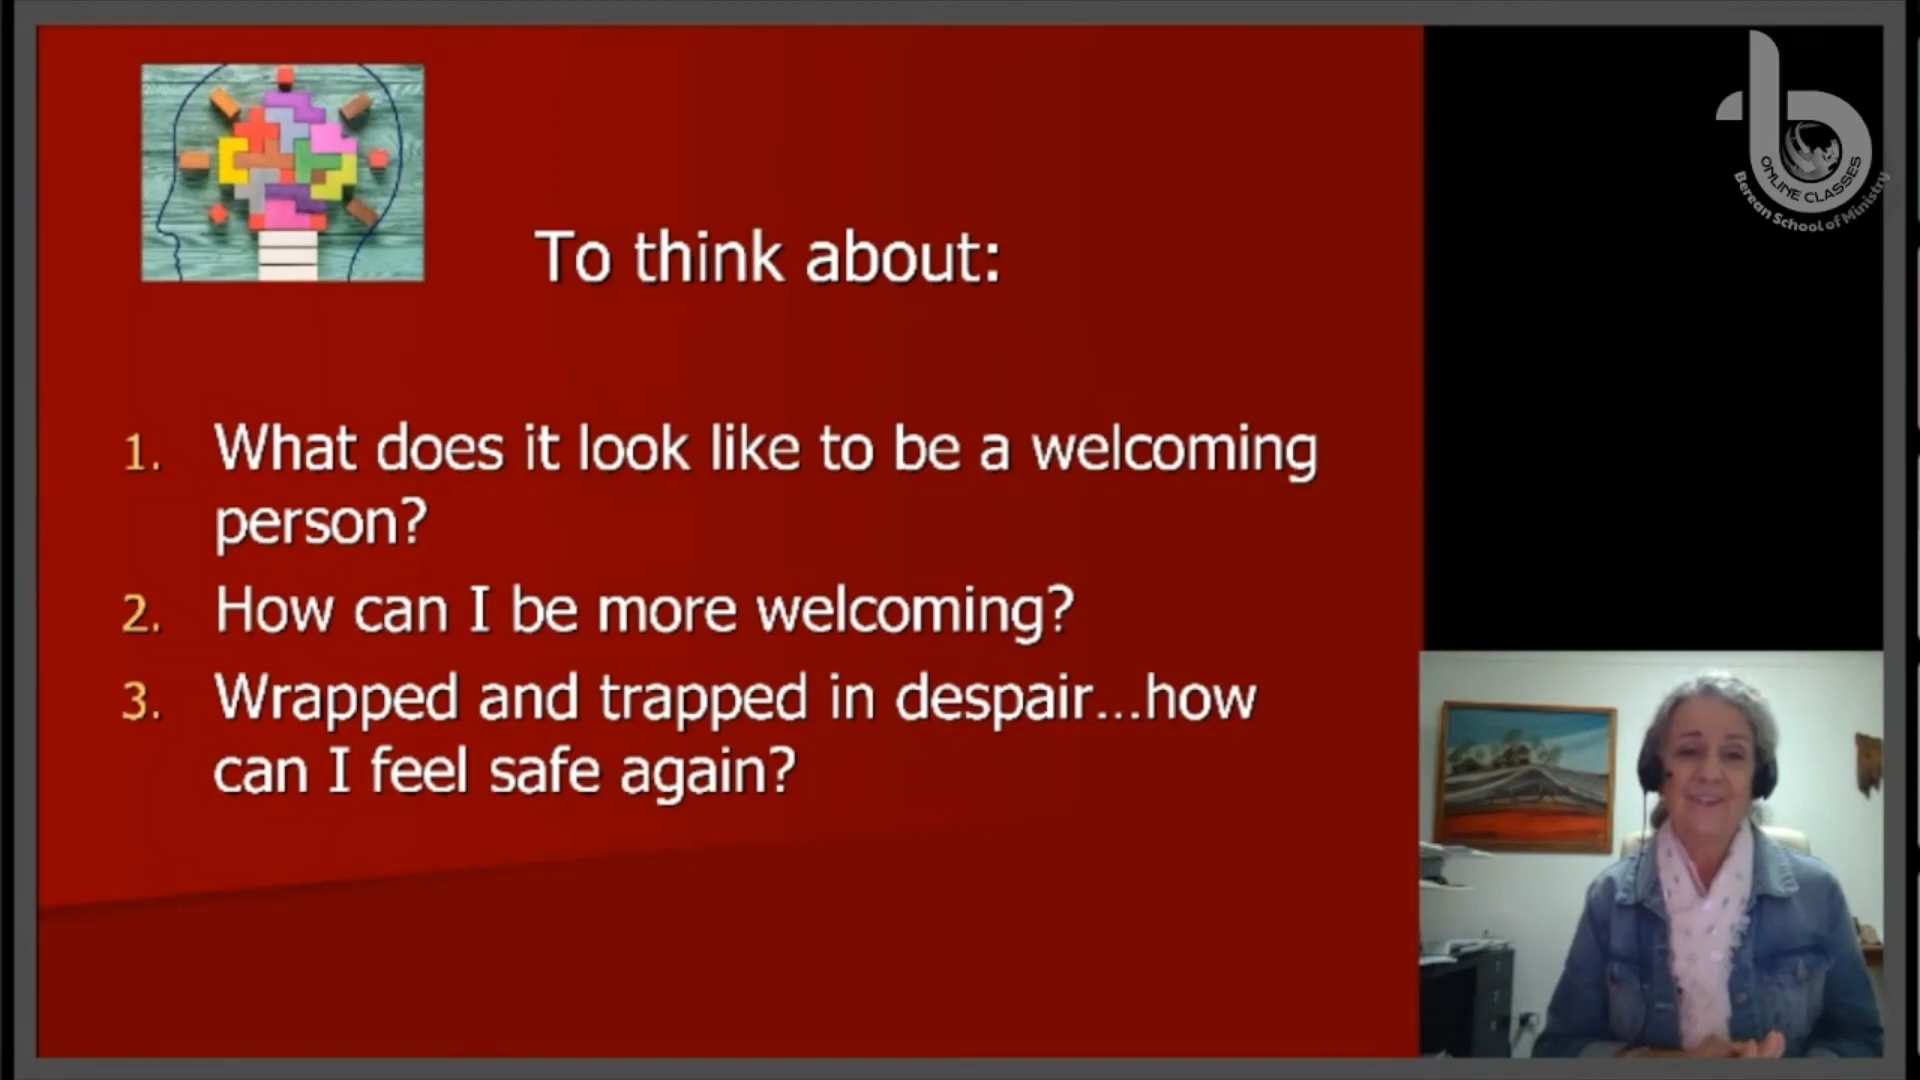 To think about:
1. What does it look like to be a welcoming
person?
2. How can I be more welcoming?
3. Wrapped and trapped in despair...how
can I feel safe again?
ONLINE CLASSES
Berean School of Ministry